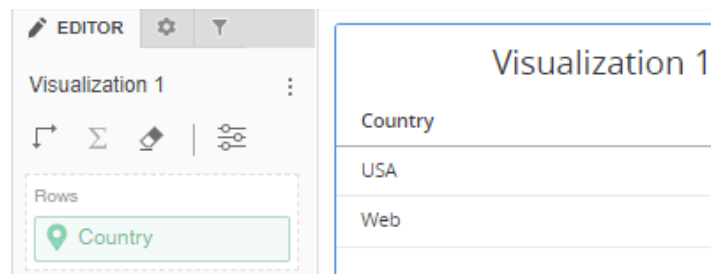 EDITOR
Visualization 1
Rows
Country
Visualization 1
Country
USA
Web